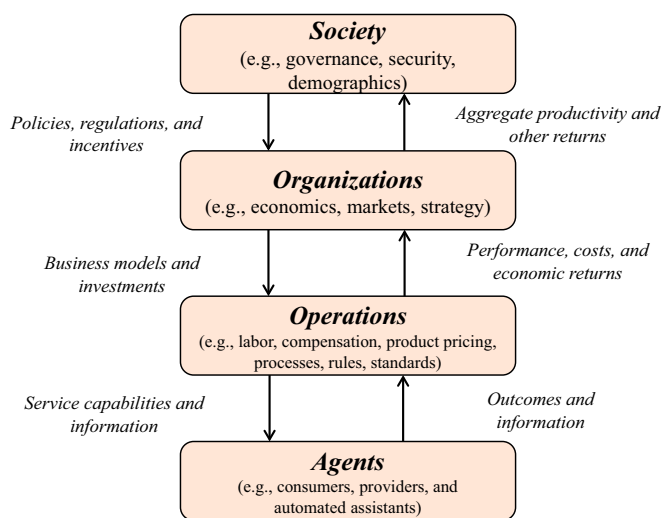 Society
(e.g., governance, security,
demographics)
Policies, regulations, and
incentives
Aggregate productivity and
other returns
Organizations
(e.g., economics, markets, strategy)
Business models and
investments
Performance, costs, and
economic returns
Operations
(e.g., labor, compensation, product pricing,
processes, rules, standards)
Service capabilities and
information
Outcomes and
information
Agents
(e.g., consumers, providers, and
automated assistants)